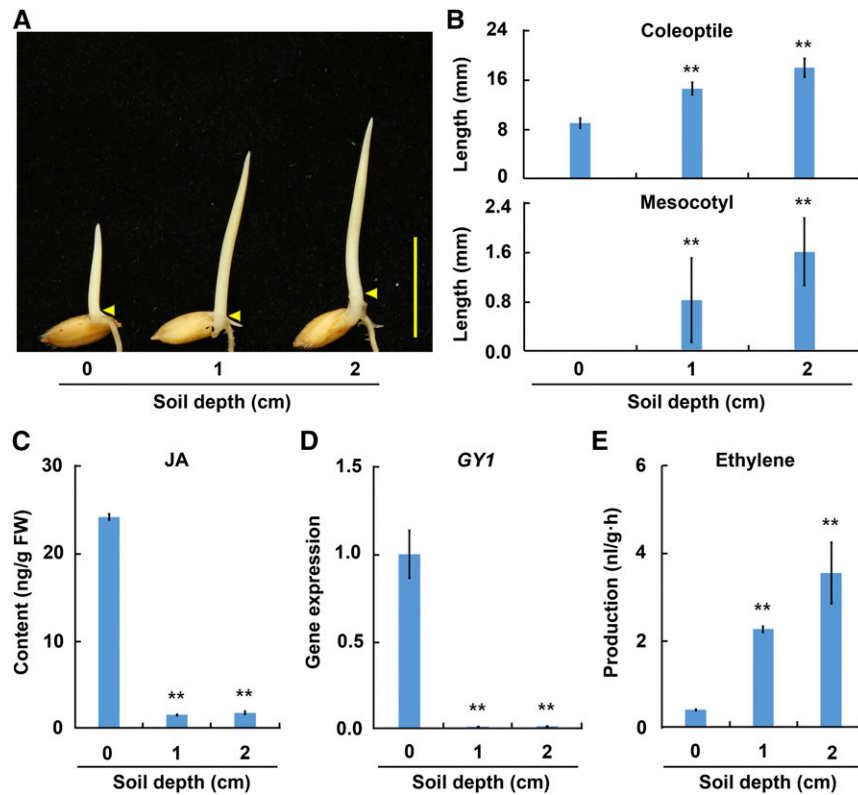 A
0 1 2
Soil depth (cm)
B
Coleoptile
Length (mm)
24
16
8
0
**
**
Mesocotyl
Length (mm)
2.4
1.6
0.8
0.0
**
**
0 1 2
Soil depth (cm)
C
JA
Content (ng/g FW)
30
20
10
0
** **
0 1 2
Soil depth (cm)
D
GY1
Gene expression
1.5
1.0
0.5
0.0
** **
0 1 2
Soil depth (cm)
E
Ethylene
Production (nl/g·h)
6
4
2
0
**
**
0 1 2
Soil depth (cm)